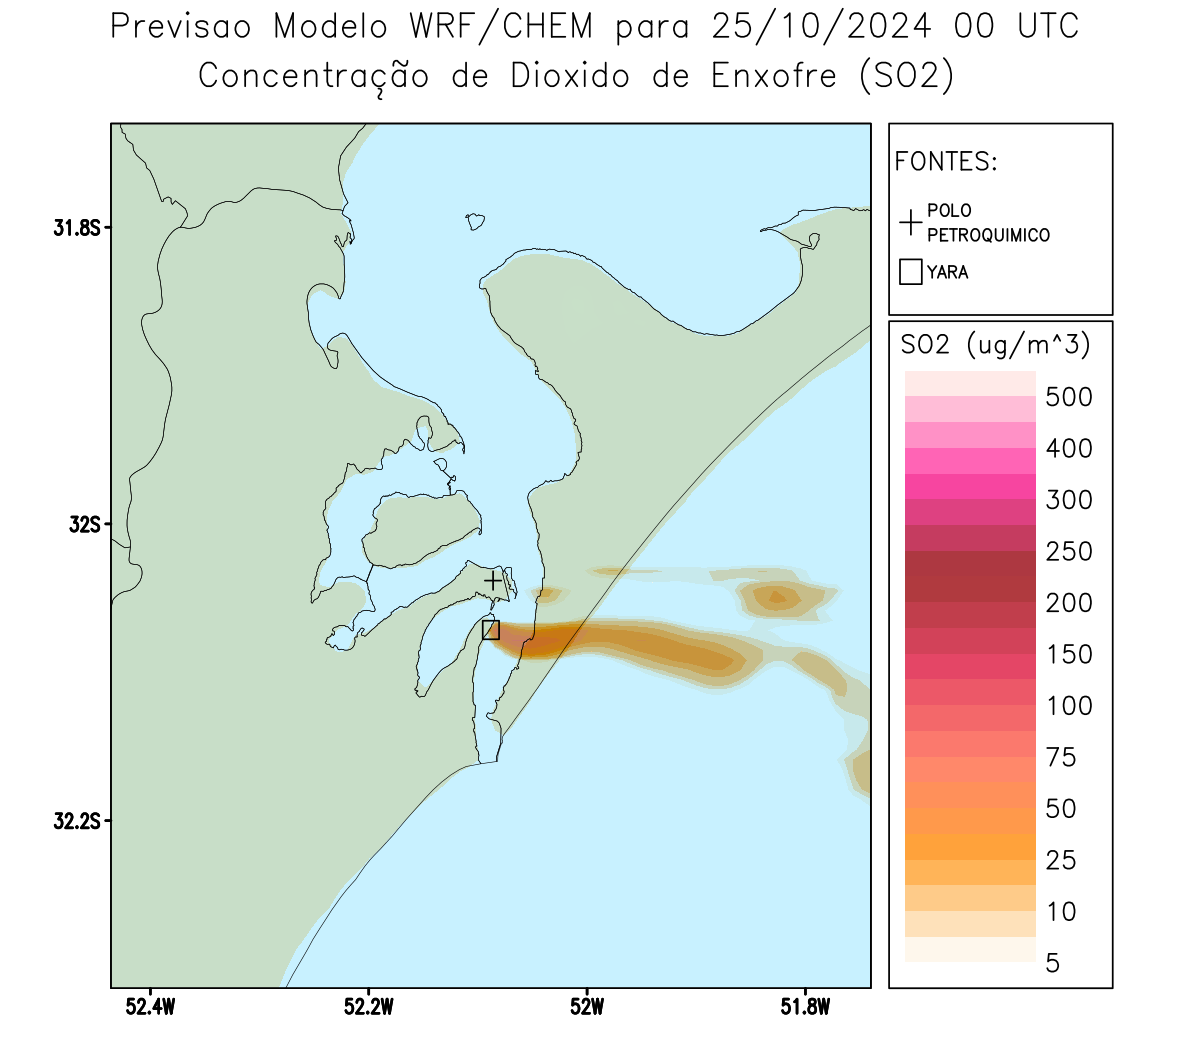 Previsao Modelo WRF/CHEM para 25/10/2024 00 UTC
Concentração de Dioxido de Enxofre (SO2)
FONTES:
POLO
PETROQUIMICO
YARA
31.8S
32S
32.2S
52.4W
52.2W
52W
51.8W
SO2 (ug/m^3)
500
400
300
250
200
150
100
75
50
25
10
5